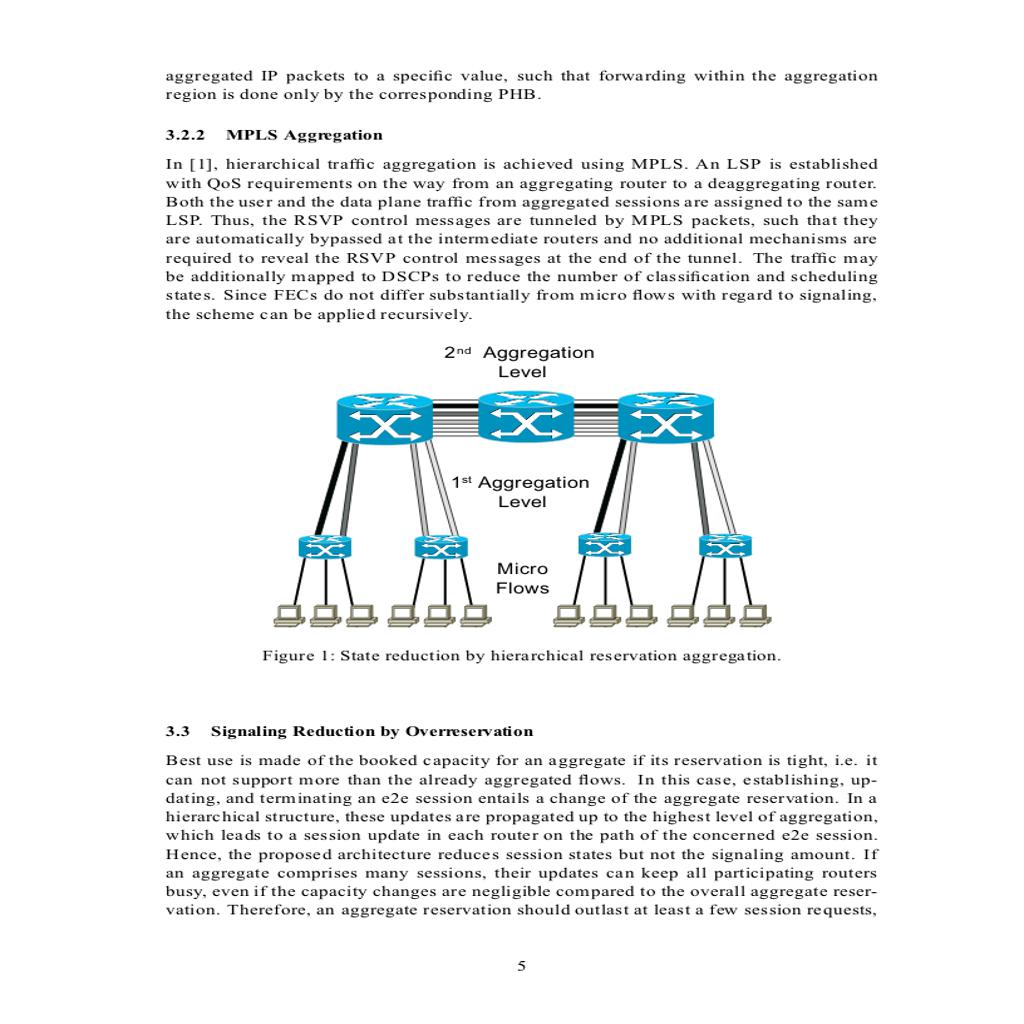 aggregated IP packets to a specific value, such that forwarding within the aggregation
region is done only by the corresponding PHB.
3.2.2 MPLS Aggregation
In [1], hierarchical traffic aggregation is achieved using MPLS. An LSP is established
with QoS requirements on the way from an aggregating router to a deaggregating router.
Both the user and the data plane traffic from aggregated sessions are assigned to the same
LSP. Thus, the RSVP control messages are tunneled by MPLS packets, such that they
are automatically bypassed at the intermediate routers and no additional mechanisms are
required to reveal the RSVP control messages at the end of the tunnel. The traffic may
be additionally mapped to DSCPs to reduce the number of classification and scheduling
states. Since FECs do not differ substantially from micro flows with regard to signaling,
the scheme can be applied recursively.
2nd Aggregation
Level
1st Aggregation
Level
Micro
Flows
Figure 1: State reduction by hierarchical reservation aggregation.
3.3 Signaling Reduction by Overreservation
Best use is made of the booked capacity for an aggregate if its reservation is tight, i.e. it
can not support more than the already aggregated flows. In this case, establishing, up-
dating, and terminating an e2e session entails a change of the aggregate reservation. In a
hierarchical structure, these updates are propagated up to the highest level of aggregation,
which leads to a session update in each router on the path of the concerned e2e session.
Hence, the proposed architecture reduces session states but not the signaling amount. If
an aggregate comprises many sessions, their updates can keep all participating routers
busy, even if the capacity changes are negligible compared to the overall aggregate reser-
vation. Therefore, an aggregate reservation should outlast at least a few session requests,
5